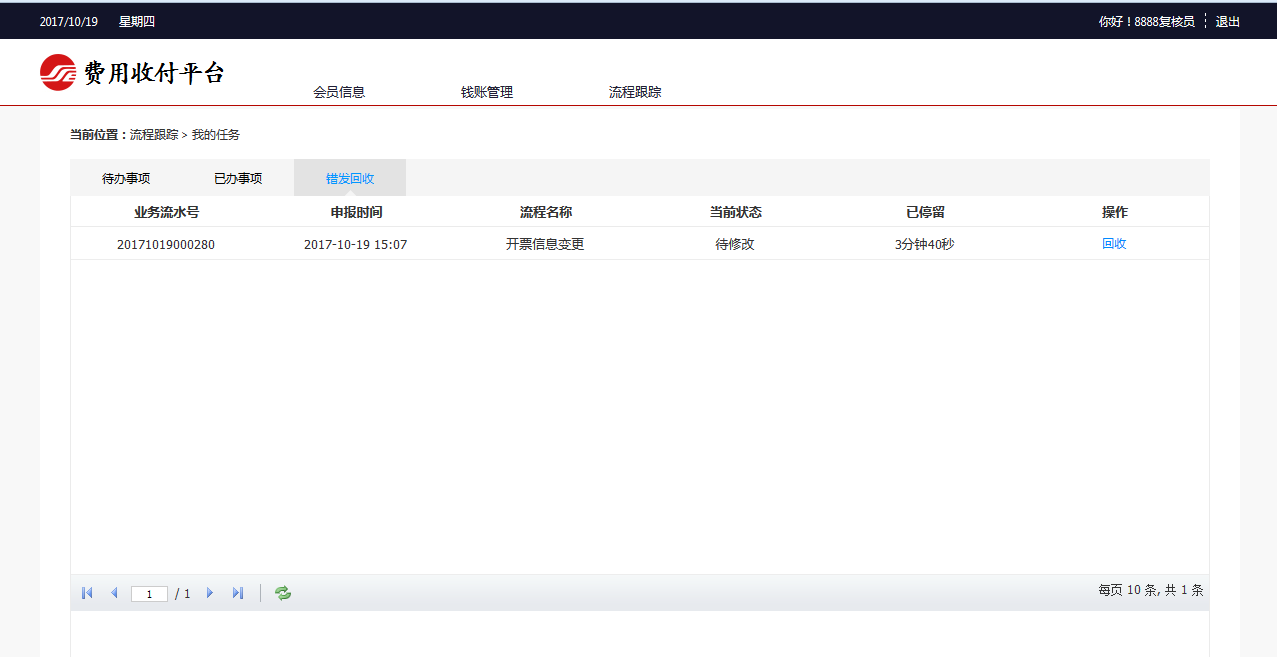 2017/10/19 星期四 你好！8888复核员 退出
费用收付平台
会员信息 钱账管理 流程跟踪
当前位置：流程跟踪 > 我的任务
待办事项 已办事项 错发回收
业务流水号 申报时间 流程名称 当前状态 已停留 操作
20171019000280 2017-10-19 15:07 开票信息变更 待修改 3分钟40秒 回收
1 / 1 每页 10 条, 共 1 条